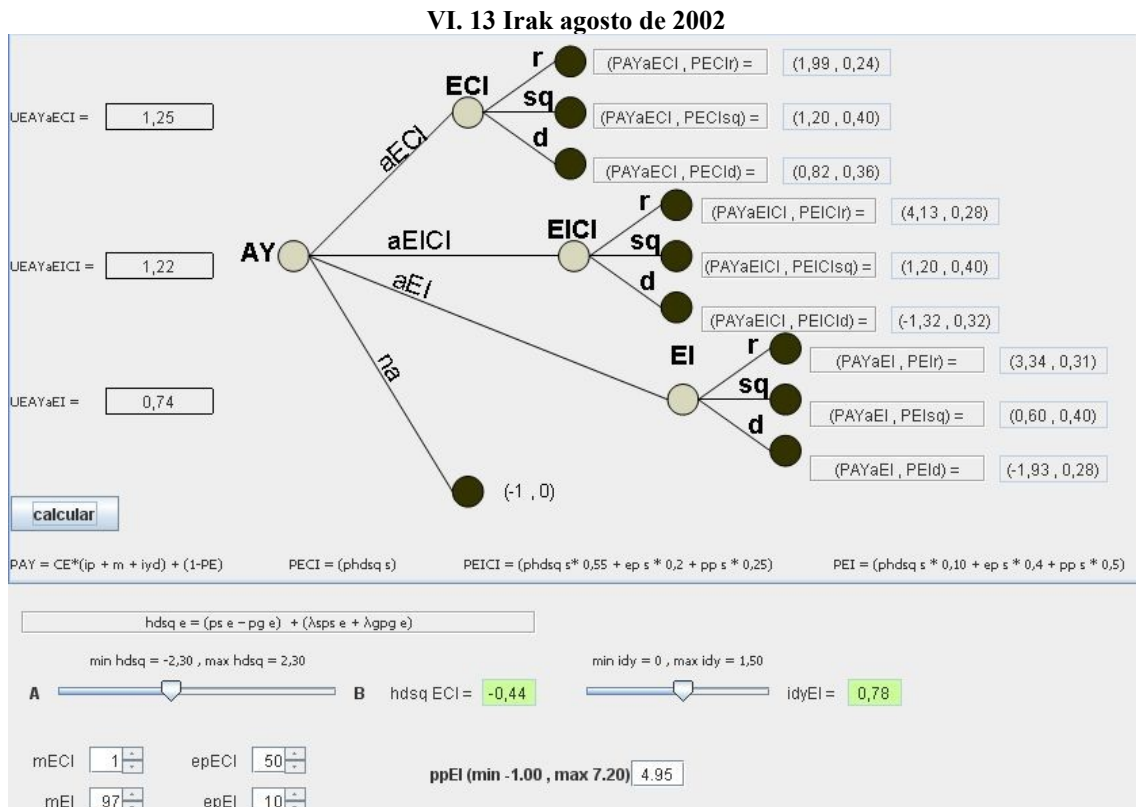 VI. 13 Irak agosto de 2002
r (PAYaECI , PECIr) = (1,99 , 0,24)
ECI
UEAYaECI = 1,25 sq (PAYaECI , PECIsq) = (1,20 , 0,40)
aECI
d (PAYaECI , PECId) = (0,82 , 0,36)
r (PAYaEICI , PEICIr) = (4,13 , 0,28)
AY aEICI EICI
UEAYaEICI = 1,22 sq (PAYaEICI , PEICIsq) = (1,20 , 0,40)
aEI
d (PAYaEICI , PEICId) = (-1,32 , 0,32)
na
EI r (PAYaEI , PEIr) = (3,34 , 0,31)
UEAYaEI = 0,74 sq (PAYaEI , PEIsq) = (0,60 , 0,40)
d (PAYaEI , PEId) = (-1,93 , 0,28)
(-1 , 0)
calcular
PAY = CE*(ip + m + iyd) + (1-PE) PECI = (phdsq s) PEICI = (phdsq s* 0,55 + ep s * 0,2 + pp s * 0,25) PEI = (phdsq s * 0,10 + ep s * 0,4 + pp s * 0,5)
hdsq e = (ps e – pg e) + (λsps e + λgpg e)
min hdsq = -2,30 , max hdsq = 2,30 min idy = 0 , max idy = 1,50
A B hdsq ECI = -0,44 idyEI = 0,78
mECI 1 epECI 50
ppEI (min -1.00 , max 7.20) 4.95
mEI 97 epEI 10